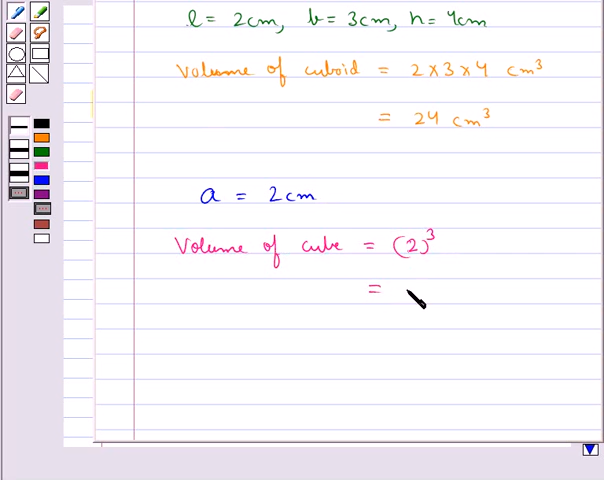 l = 2cm, b = 3cm, h = 4cm
Volume of cuboid = 2 × 3 × 4 cm³
= 24 cm³
a = 2cm
Volume of cube = (2)³
=